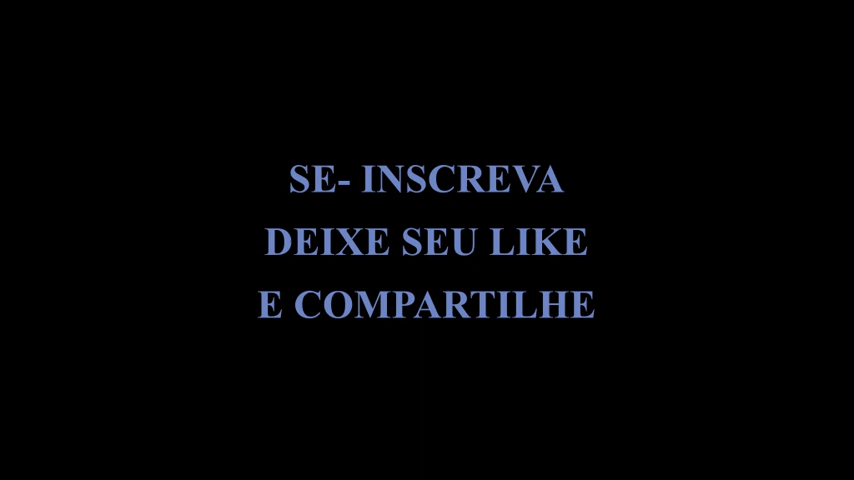 SE- INSCREVA
DEIXE SEU LIKE
E COMPARTILHE